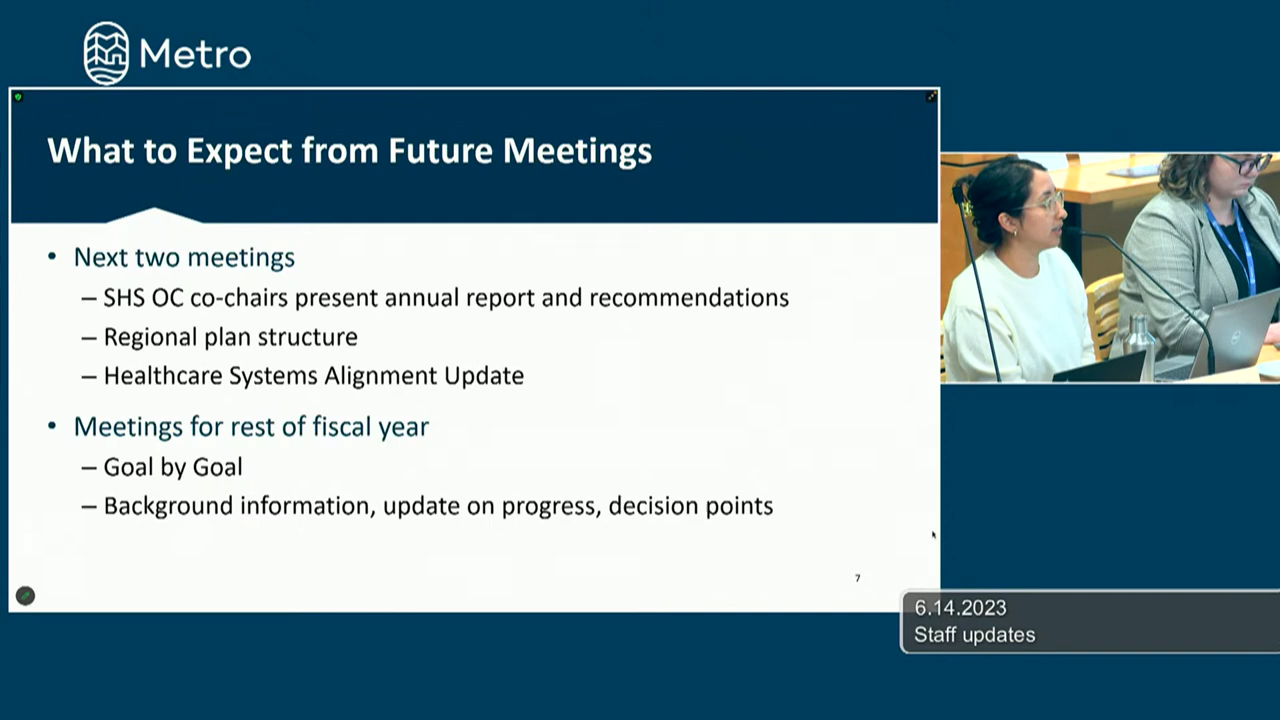 Metro
What to Expect from Future Meetings
• Next two meetings
– SHS OC co-chairs present annual report and recommendations
– Regional plan structure
– Healthcare Systems Alignment Update
• Meetings for rest of fiscal year
– Goal by Goal
– Background information, update on progress, decision points
7
6.14.2023
Staff updates